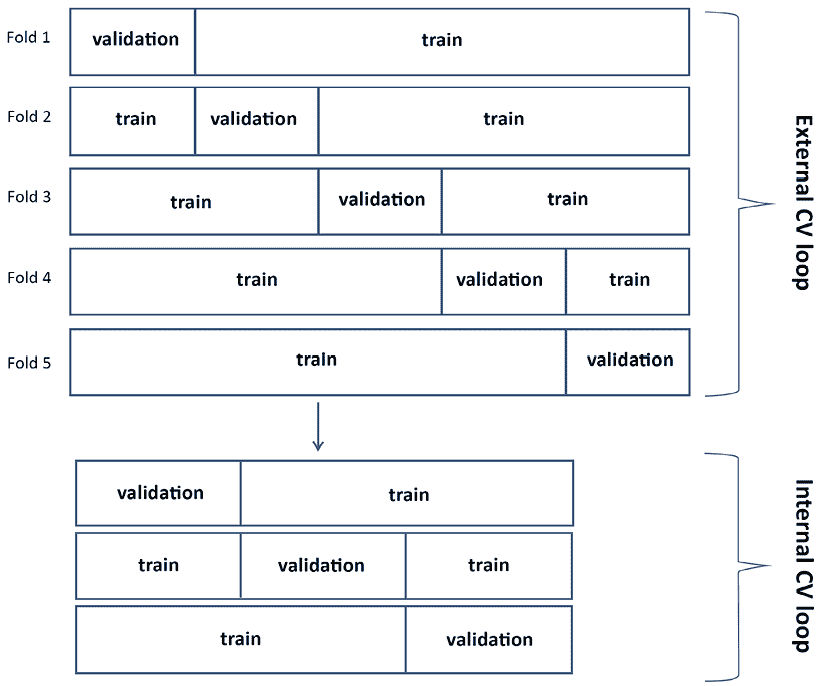 Fold 1
validation
train
Fold 2
train
validation
train
Fold 3
train
validation
train
Fold 4
train
validation
train
Fold 5
train
validation
External CV loop
validation
train
train
validation
train
train
validation
Internal CV loop